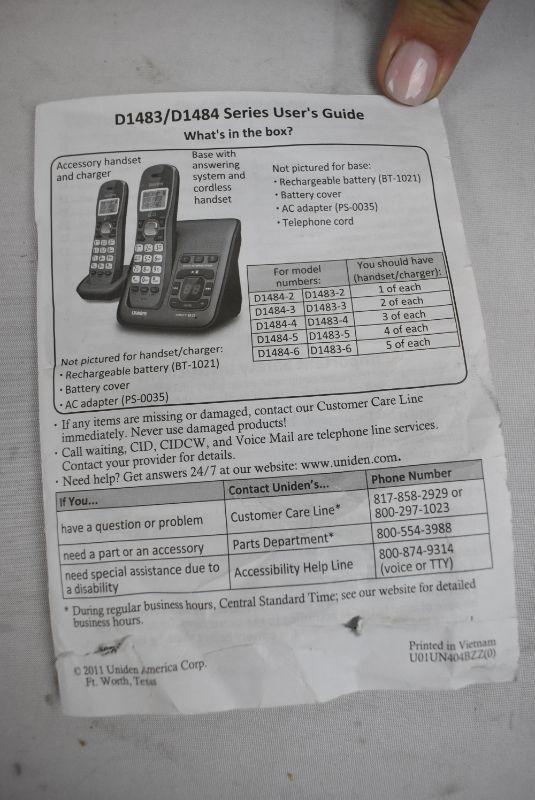 D1483/D1484 Series User's Guide
What's in the box?
Accessory handset
and charger
Base with
answering
system and
cordless
handset
Not pictured for base:
· Rechargeable battery (BT-1021)
· Battery cover
· AC adapter (PS-0035)
· Telephone cord
Uniden
For model numbers: You should have (handset/charger):
D1484-2 D1483-2 1 of each
D1484-3 D1483-3 2 of each
D1484-4 D1483-4 3 of each
D1484-5 D1483-5 4 of each
D1484-6 D1483-6 5 of each
Not pictured for handset/charger:
· Rechargeable battery (BT-1021)
· Battery cover
· AC adapter (PS-0035)
· If any items are missing or damaged, contact our Customer Care Line
immediately. Never use damaged products!
· Call waiting, CID, CIDCW, and Voice Mail are telephone line services.
Contact your provider for details.
· Need help? Get answers 24/7 at our website: www.uniden.com.
If You... Contact Uniden's... Phone Number
have a question or problem Customer Care Line* 817-858-2929 or
800-297-1023
need a part or an accessory Parts Department* 800-554-3988
need special assistance due to
a disability Accessibility Help Line 800-874-9314
(voice or TTY)
* During regular business hours, Central Standard Time; see our website for detailed
business hours.
© 2011 Uniden America Corp.
Ft. Worth, Texas
Printed in Vietnam
U01UN404BZZ(0)